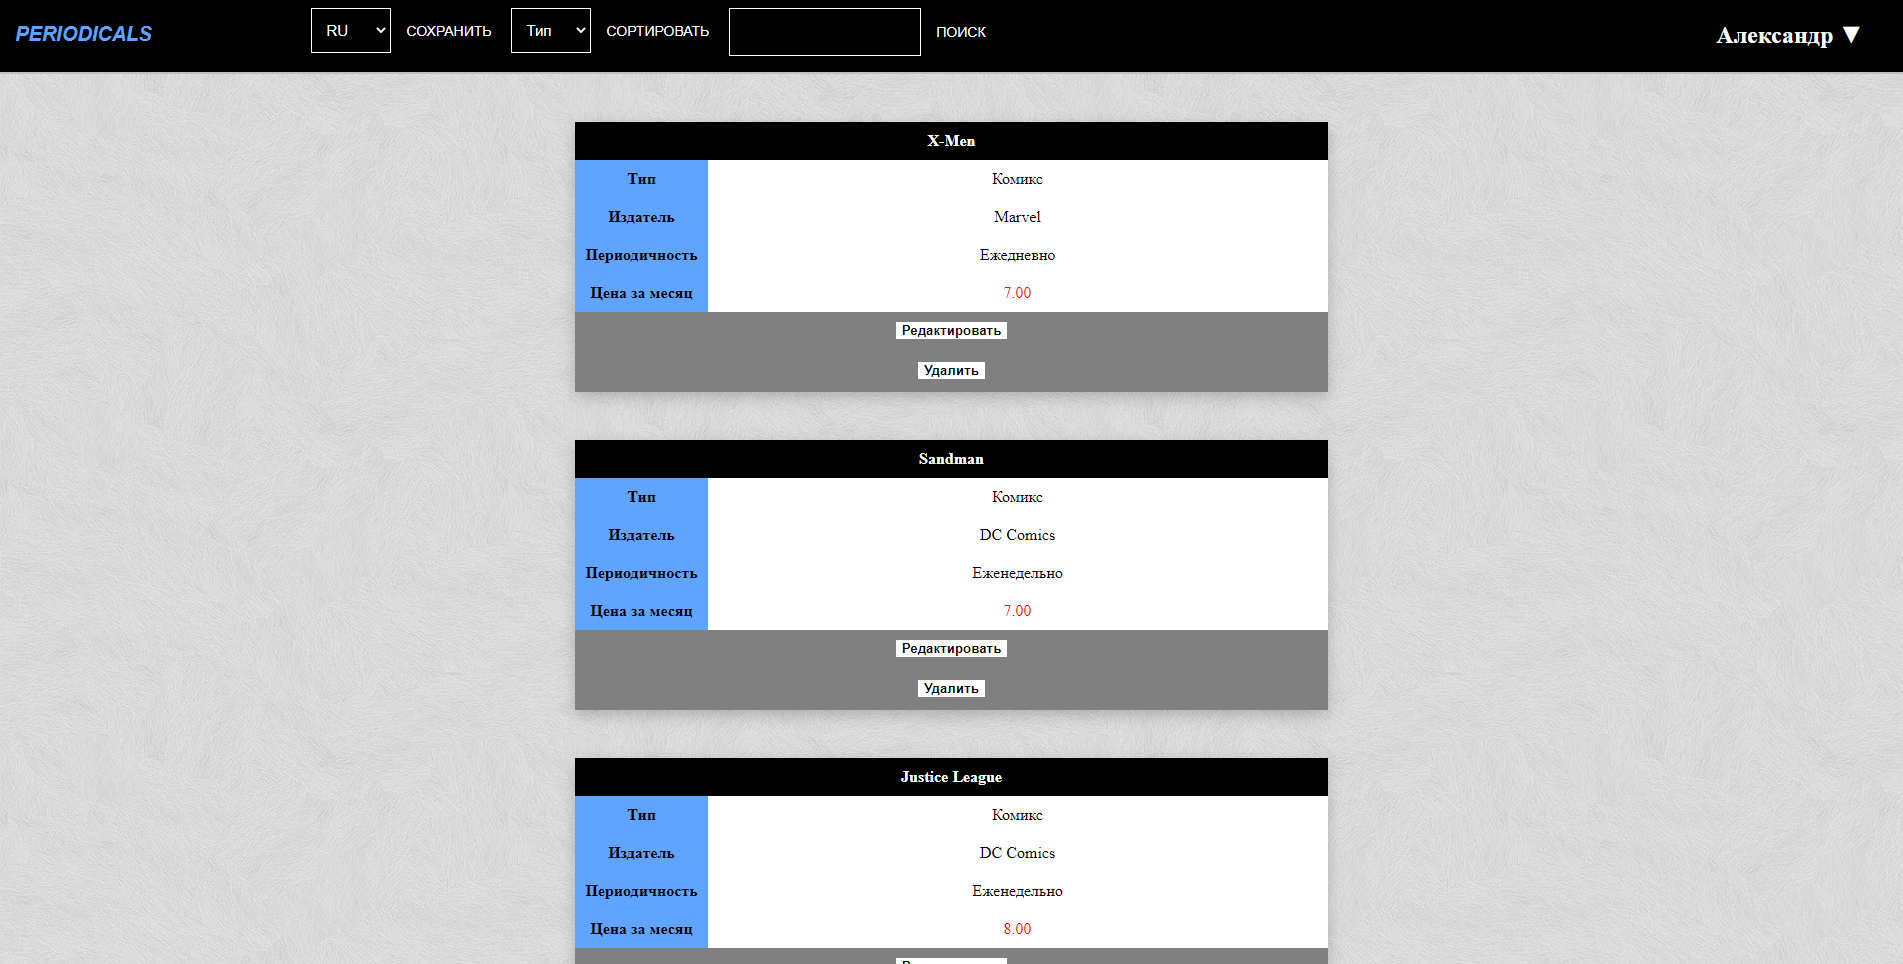 PERIODICALS
RU
СОХРАНИТЬ
Тип
СОРТИРОВАТЬ
ПОИСК
Александр ▼
X-Men
Тип Комикс
Издатель Marvel
Периодичность Ежедневно
Цена за месяц 7.00
Редактировать
Удалить
Sandman
Тип Комикс
Издатель DC Comics
Периодичность Еженедельно
Цена за месяц 7.00
Редактировать
Удалить
Justice League
Тип Комикс
Издатель DC Comics
Периодичность Еженедельно
Цена за месяц 8.00